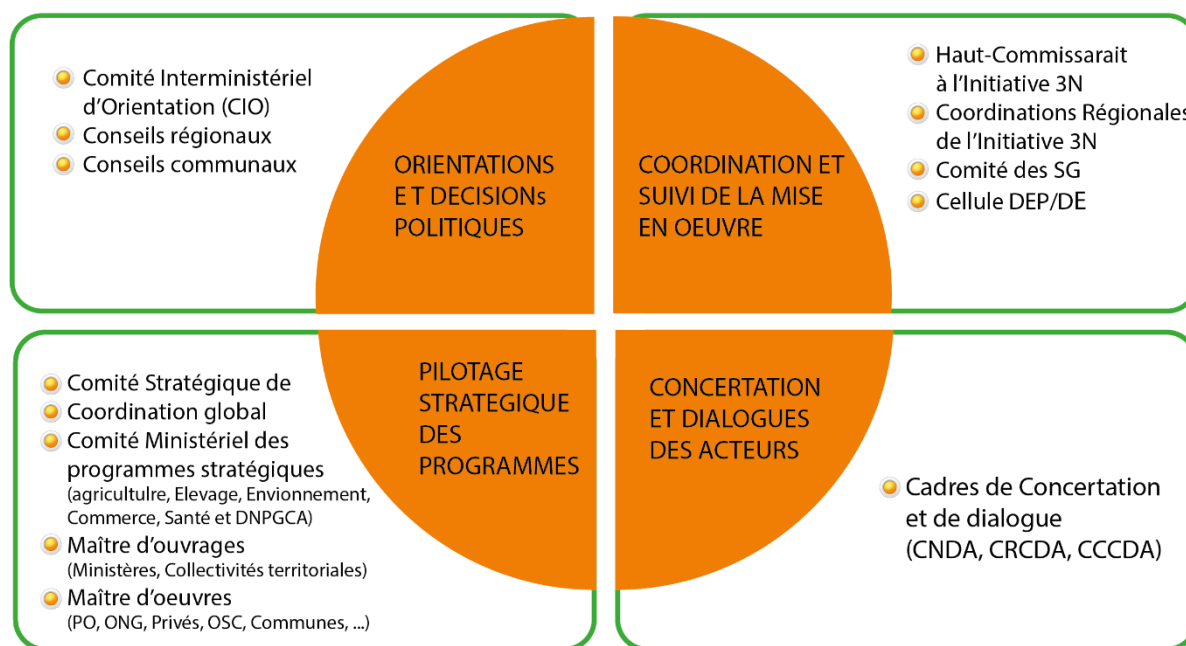 Comité Interministériel
d'Orientation (CIO)
Conseils régionaux
Conseils communaux
ORIENTATIONS
E T DECISIONs
POLITIQUES
COORDINATION ET
SUIVI DE LA MISE
EN OEUVRE
Haut-Commissarait
à l'Initiative 3N
Coordinations Régionales
de l'Initiative 3N
Comité des SG
Cellule DEP/DE
Comité Stratégique de
Coordination global
Comité Ministériel des
programmes stratégiques
(agricultulre, Elevage, Envionnement,
Commerce, Santé et DNPGCA)
Maître d'ouvrages
(Ministères, Collectivités territoriales)
Maître d'oeuvres
(PO, ONG, Privés, OSC, Communes, ...)
PILOTAGE
STRATEGIQUE
DES
PROGRAMMES
CONCERTATION
ET DIALOGUES
DES ACTEURS
Cadres de Concertation
et de dialogue
(CNDA, CRCDA, CCCDA)